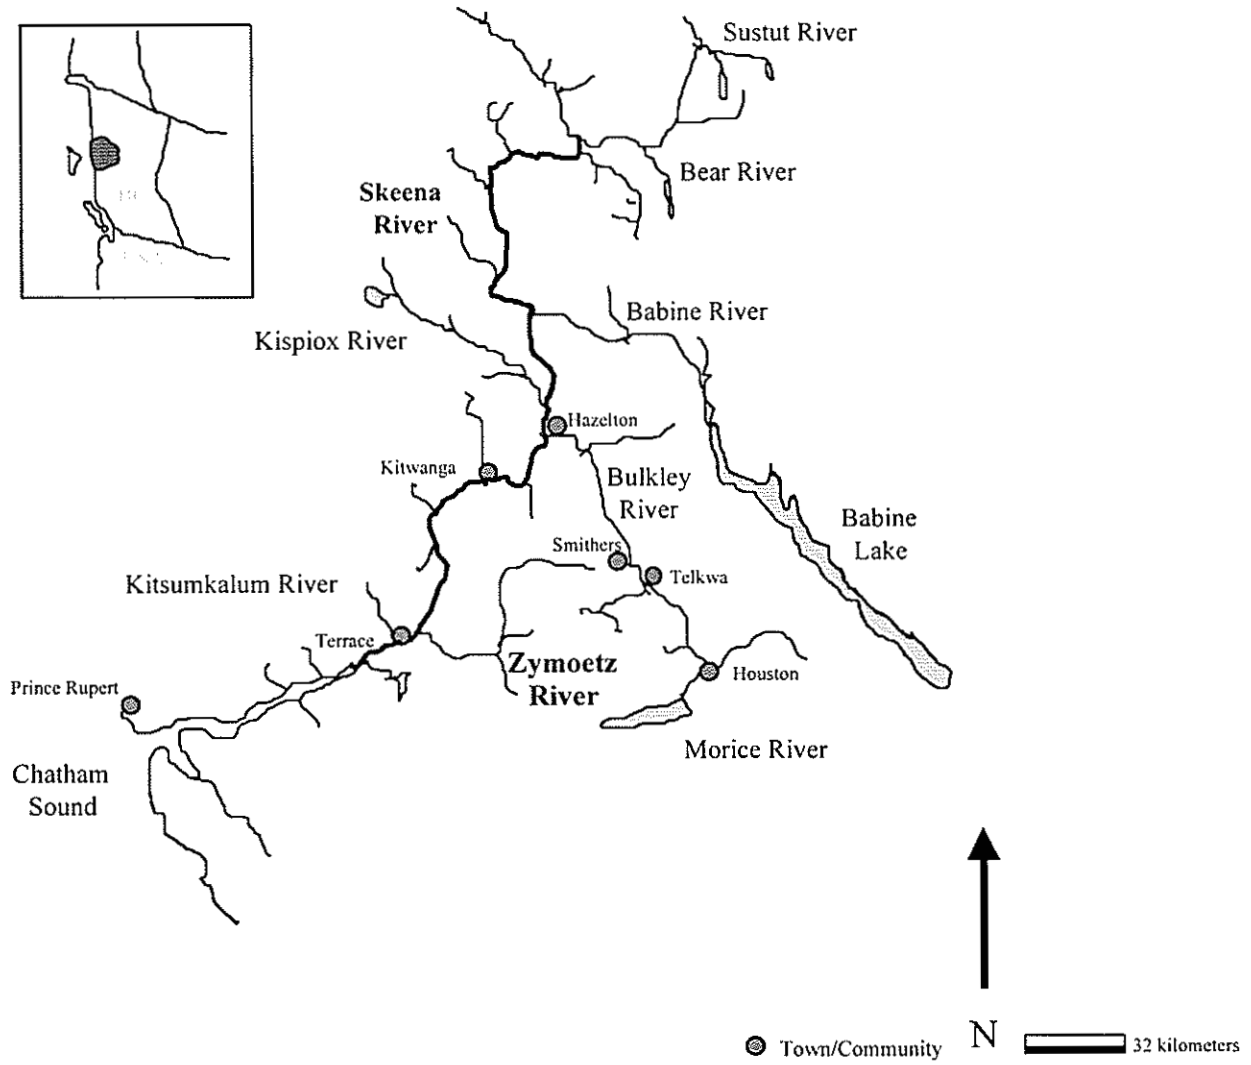 Sustut River
Bear River
Skeena
River
Babine River
Kispiox River
Hazelton
Kitwanga
Bulkley
River
Babine
Lake
Smithers
Telkwa
Kitsumkalum River
Terrace
Zymoetz
River
Houston
Prince Rupert
Morice River
Chatham
Sound
N
Town/Community
32 kilometers